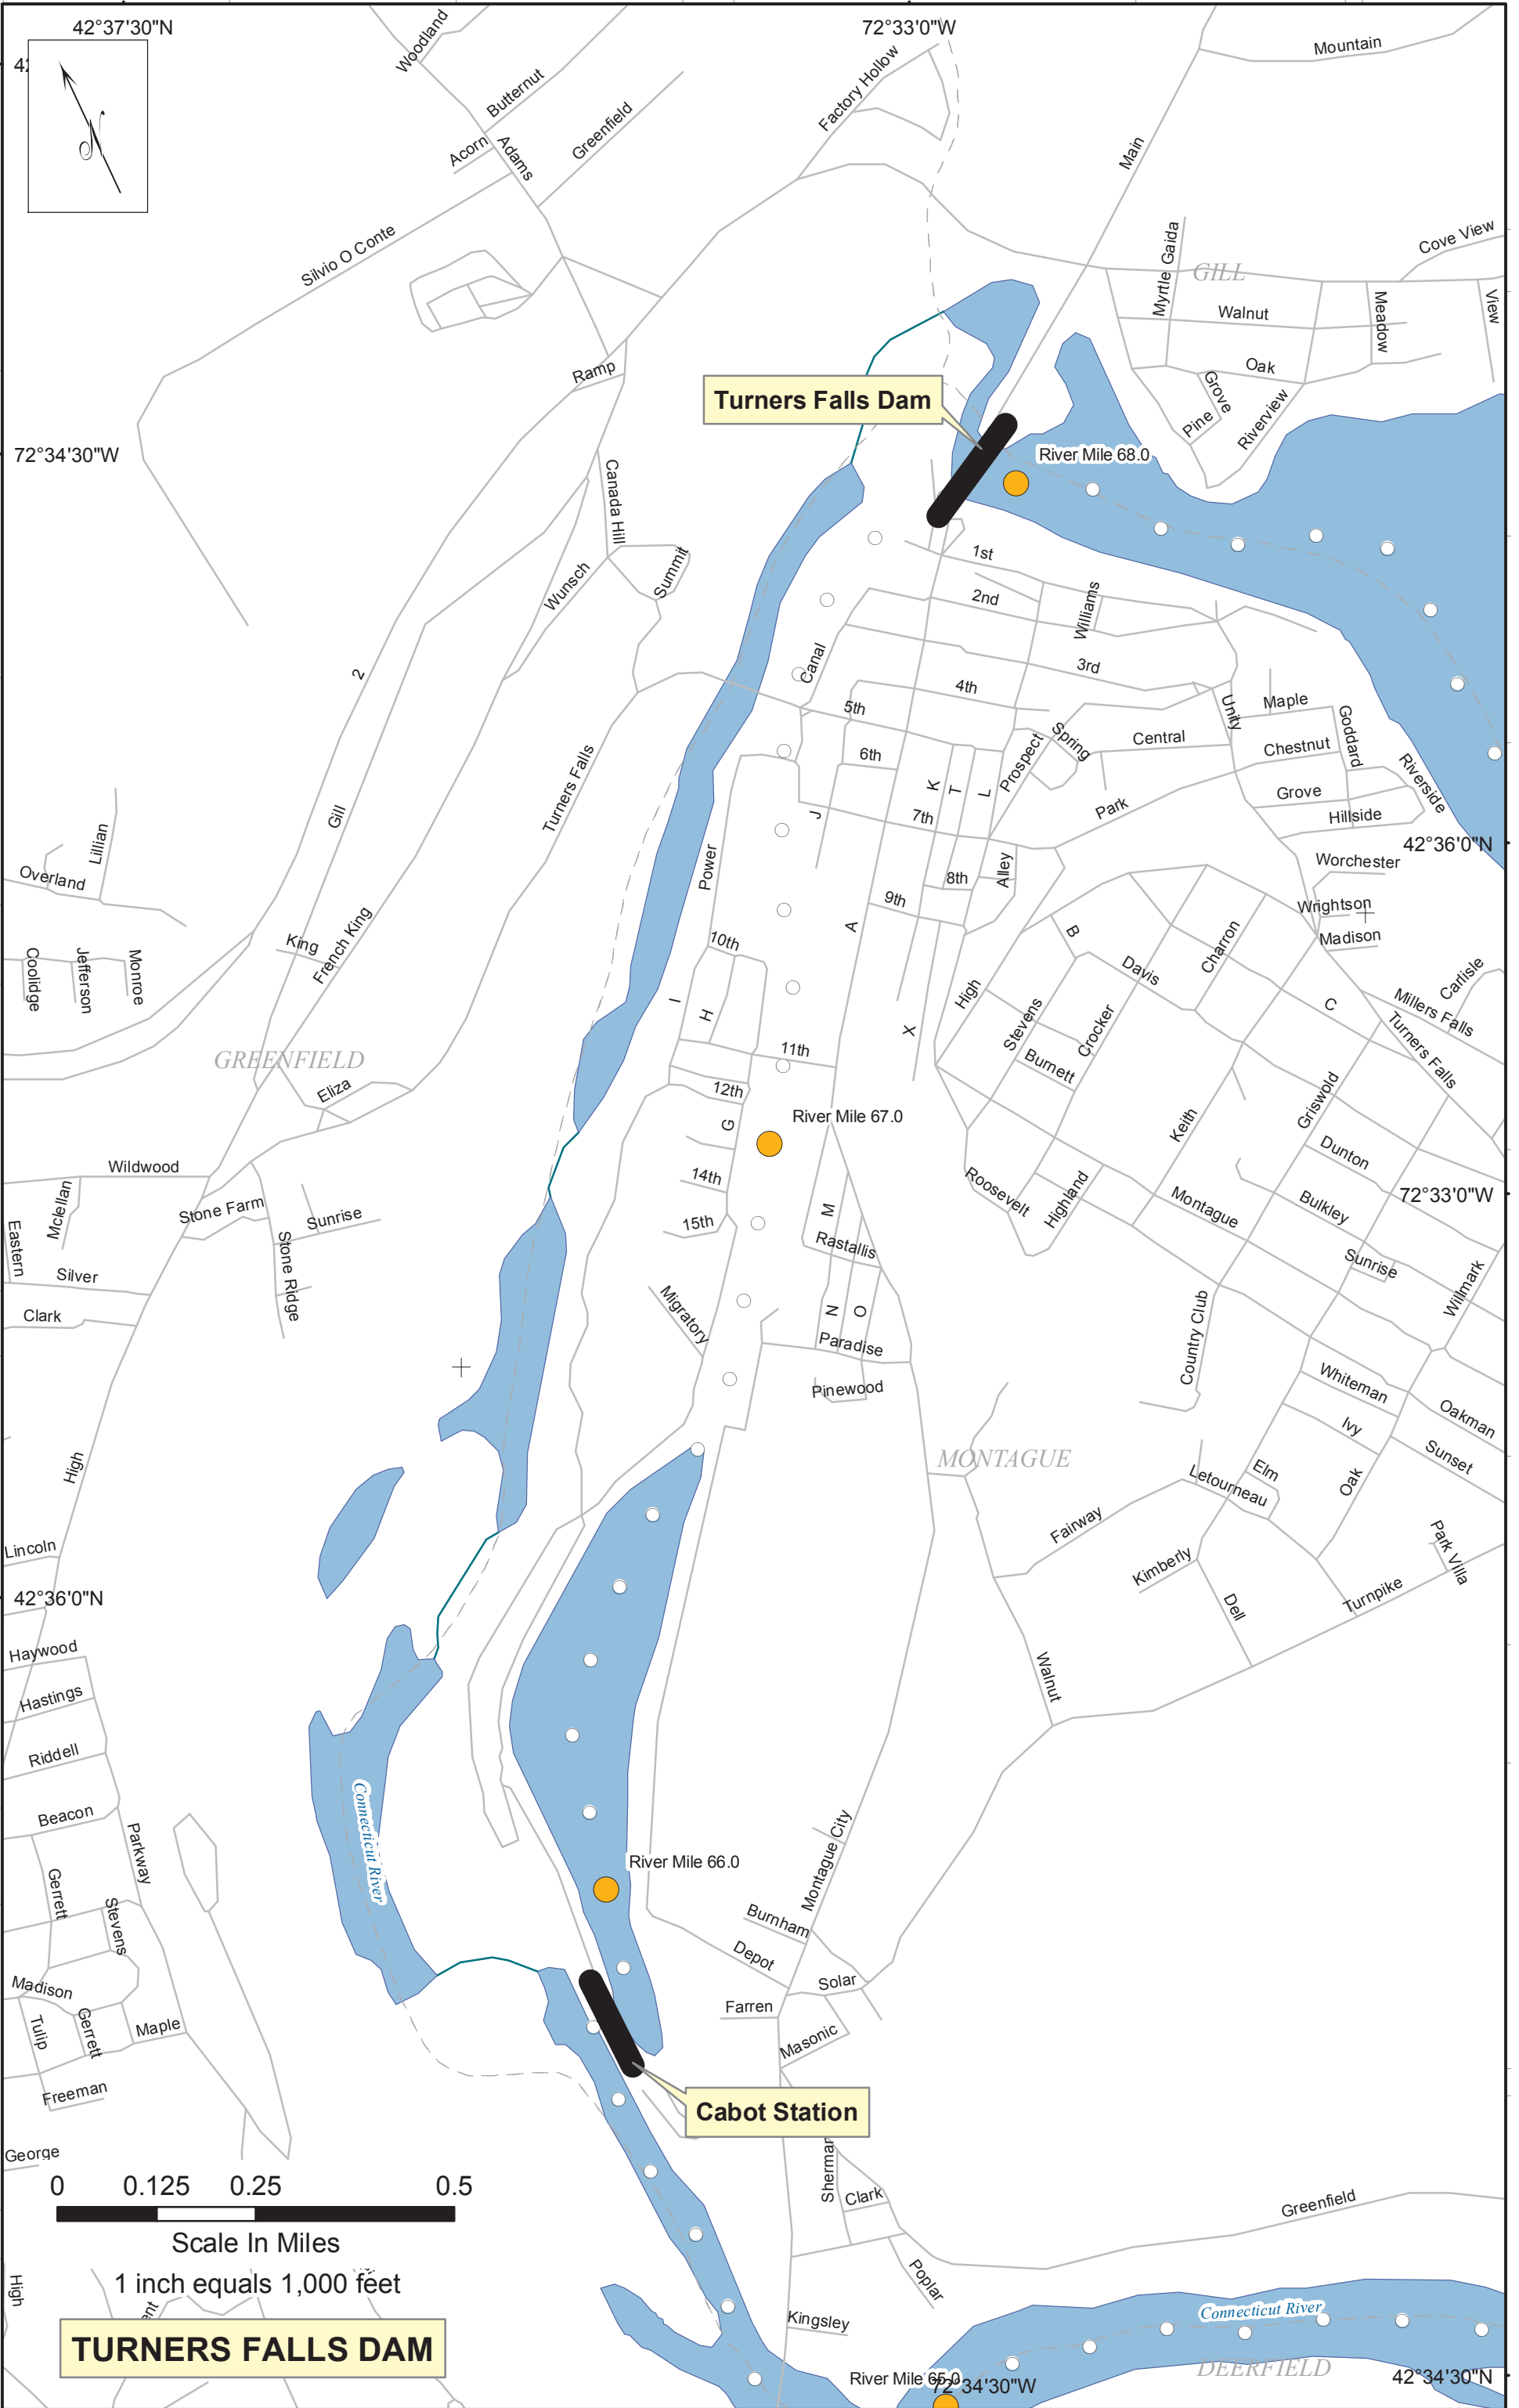 42°37'30"N
72°33'0"W
Woodland
Butternut
Acorn
Adams
Greenfield
Factory Hollow
Main
Mountain
N
Silvio O Conte
Myrtle
Gaida
GILL
Cove View
Walnut
Meadow
View
Oak
Grove
Pine
Riverview
Ramp
Turners Falls Dam
River Mile 68.0
72°34'30"W
Canada Hill
Summit
Wunsch
1st
2nd
Williams
3rd
Canal
4th
5th
6th
2
Unity
Maple
Goddard
Spring
Central
Chestnut
Prospect
K
T
L
Riverside
Grove
Park
Hillside
Turners Falls
Gill
J
7th
42°36'0"N
Lillian
Overland
Power
8th
Alley
9th
Worchester
Wrightson
Madison
King
French King
10th
A
B
Charron
Davis
Coolidge
Jefferson
Monroe
I
H
High
Stevens
Crocker
C
Carlisle
Millers Falls
Turners Falls
X
11th
Burnett
GREENFIELD
Eliza
12th
G
River Mile 67.0
Keith
Griswold
Dunton
Wildwood
14th
Mclellan
Stone Farm
Sunrise
15th
M
Roosevelt
Highland
Montague
Bulkley
72°33'0"W
Eastern
Rastallis
Stone Ridge
Sunrise
Silver
Clark
Migratory
N
O
Willmark
Country Club
Paradise
Pinewood
Whiteman
Oakman
Ivy
Sunset
High
MONTAGUE
Elm
Letourneau
Oak
Fairway
Lincoln
Kimberly
Park Villa
42°36'0"N
Dell
Turnpike
Haywood
Walnut
Hastings
Riddell
Beacon
Parkway
Connecticut River
River Mile 66.0
Montague City
Gerrett
Stevens
Burnham
Depot
Madison
Solar
Farren
Tulip
Gerrett
Maple
Masonic
Freeman
Cabot Station
George
Sherman
0 0.125 0.25 0.5
Clark
Greenfield
Scale In Miles
Poplar
High
1 inch equals 1,000 feet
ent
Kingsley
Connecticut River
TURNERS FALLS DAM
DEERFIELD
River Mile 65.0
72°34'30"W
42°34'30"N